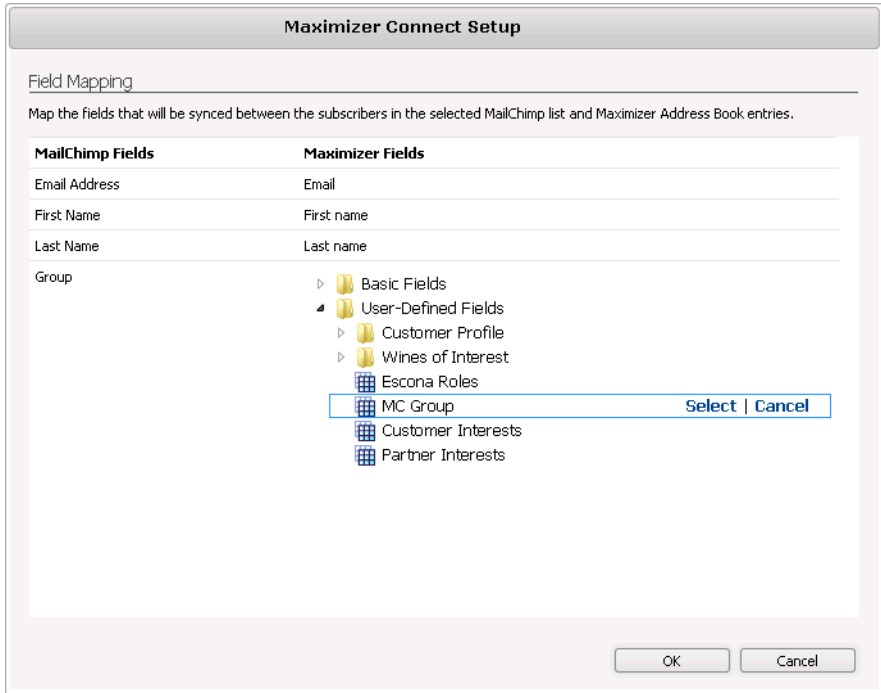 Maximizer Connect Setup
Field Mapping
Map the fields that will be synced between the subscribers in the selected MailChimp list and Maximizer Address Book entries.
MailChimp Fields Maximizer Fields
Email Address Email
First Name First name
Last Name Last name
Group
Basic Fields
User-Defined Fields
Customer Profile
Wines of Interest
Escona Roles
MC Group Select | Cancel
Customer Interests
Partner Interests
OK Cancel